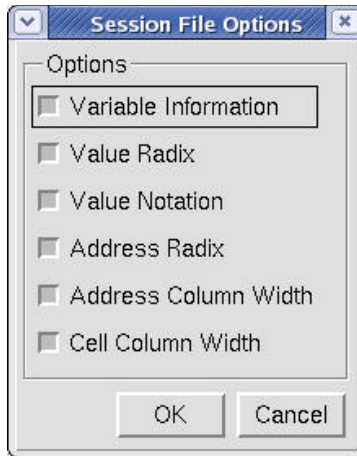 Session File Options
Options
Variable Information
Value Radix
Value Notation
Address Radix
Address Column Width
Cell Column Width
OK Cancel